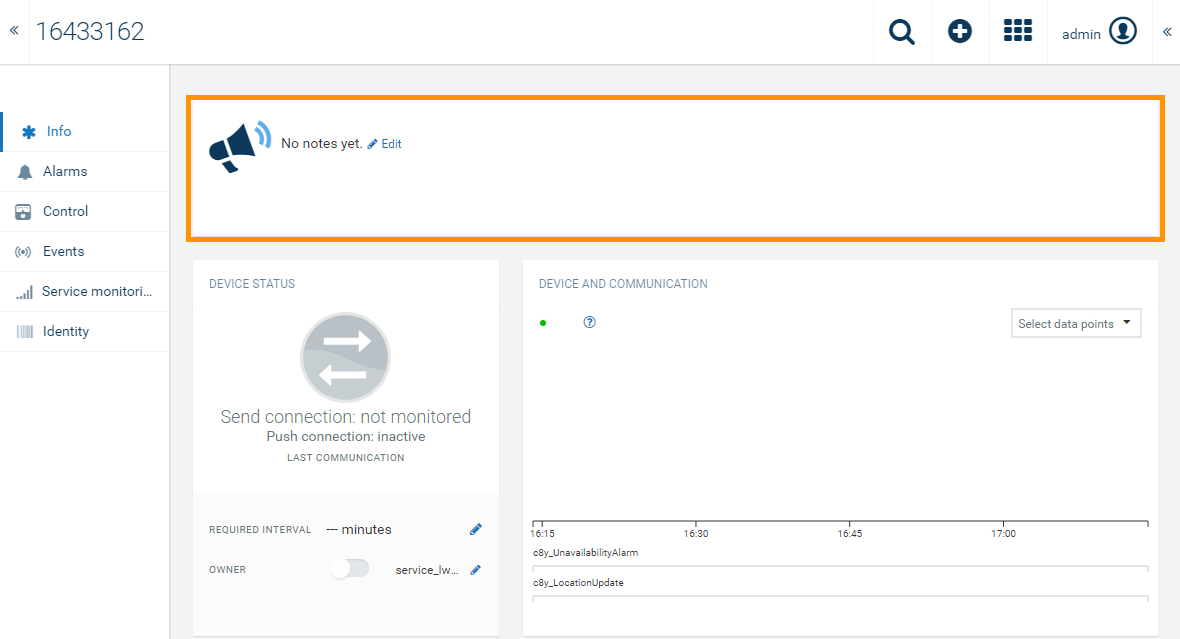 16433162
admin
Info
Alarms
Control
Events
Service monitori...
Identity
No notes yet. Edit
DEVICE STATUS
Send connection: not monitored
Push connection: inactive
LAST COMMUNICATION
REQUIRED INTERVAL --- minutes
OWNER service_lw...
DEVICE AND COMMUNICATION
Select data points
16:15 16:30 16:45 17:00
c8y_UnavailabilityAlarm
c8y_LocationUpdate